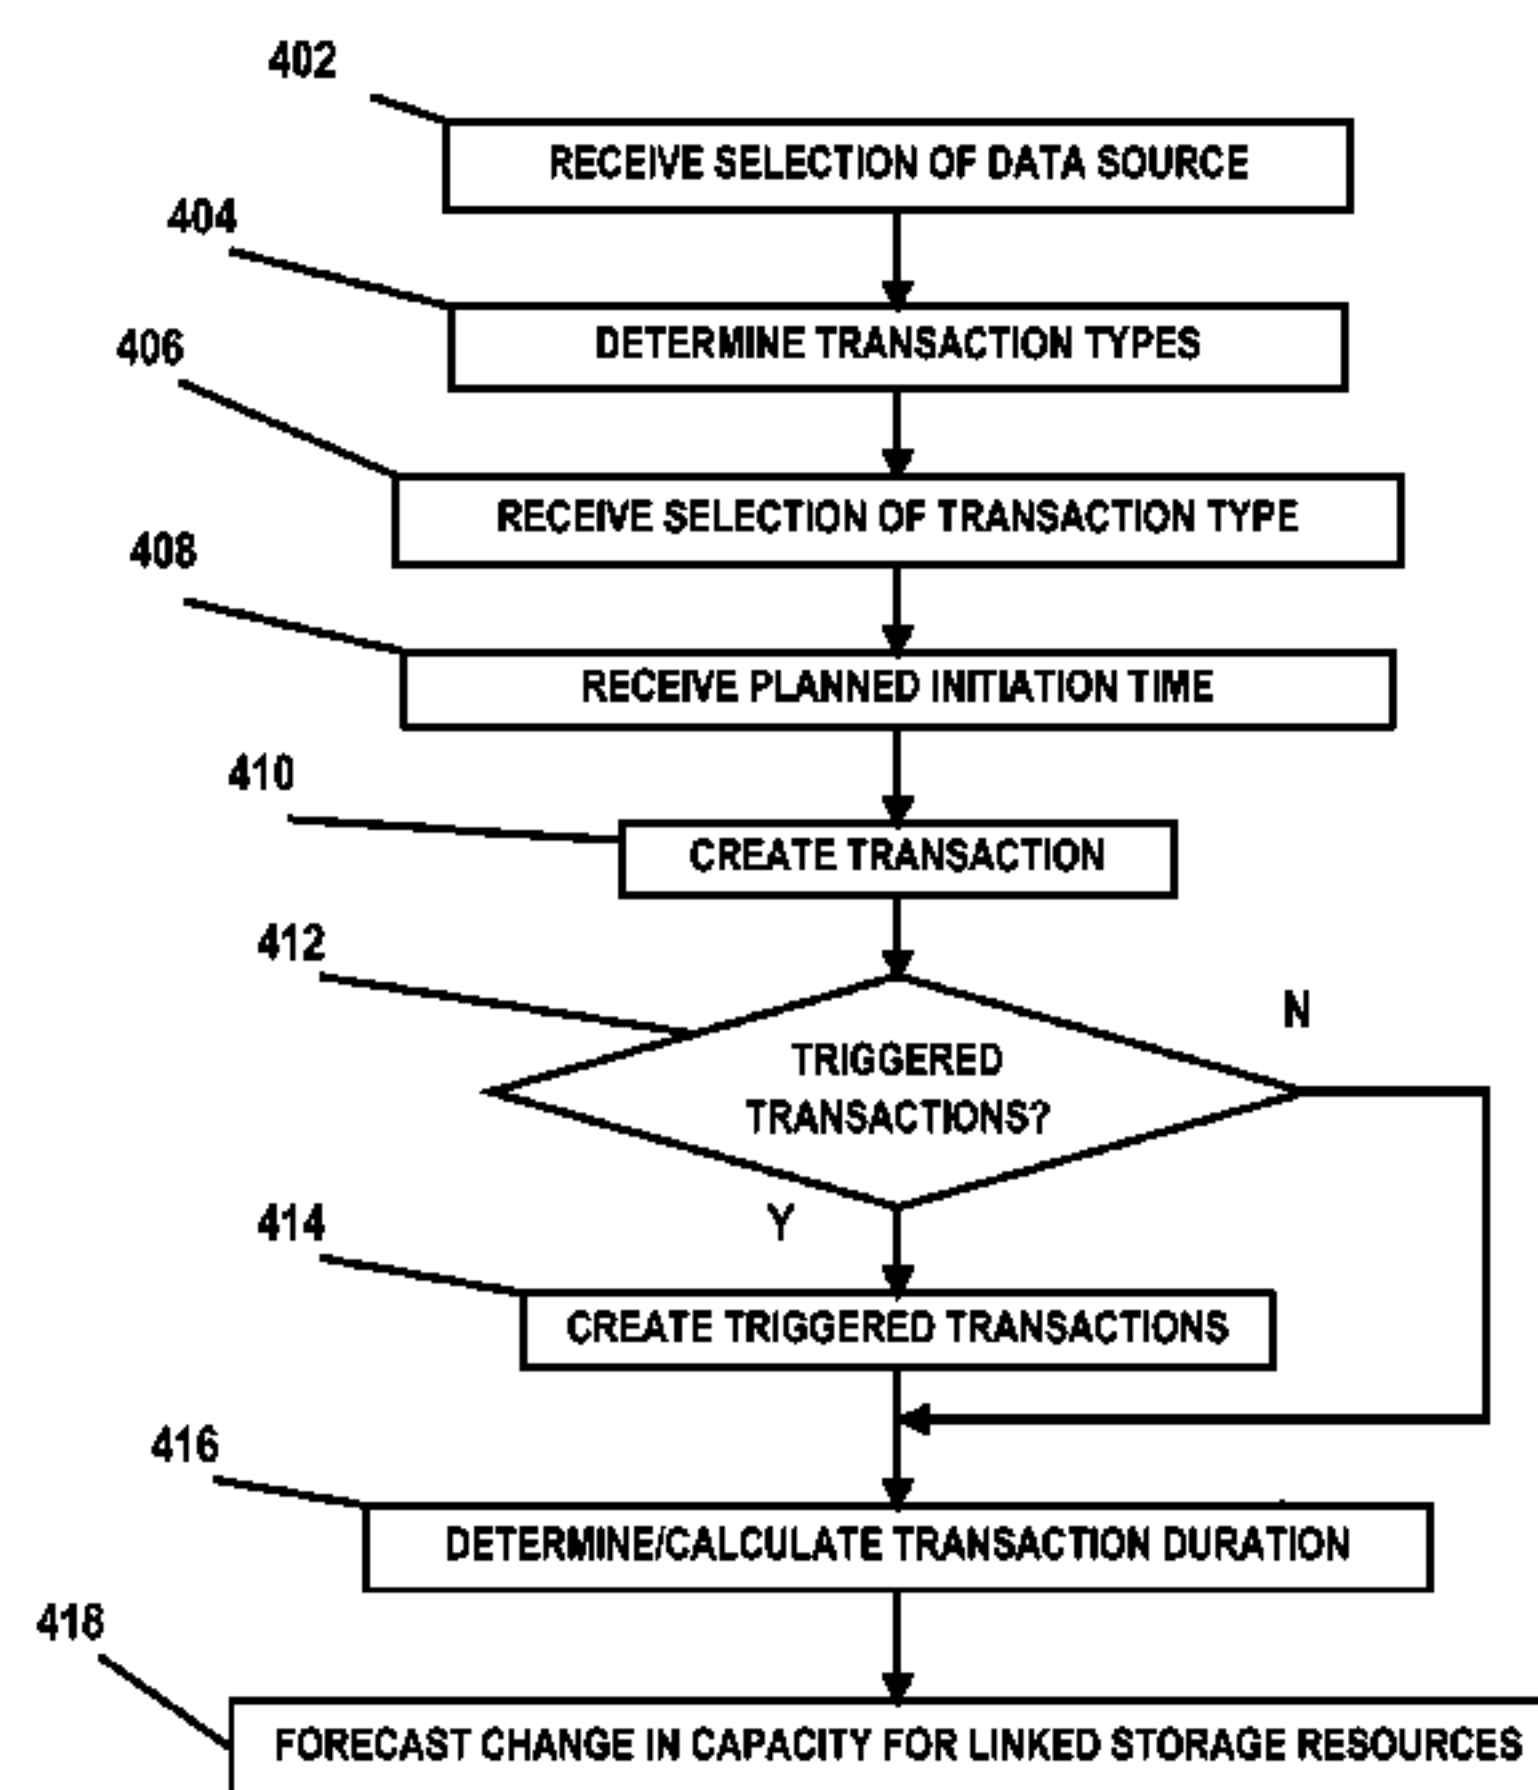 402
RECEIVE SELECTION OF DATA SOURCE
404
DETERMINE TRANSACTION TYPES
406
RECEIVE SELECTION OF TRANSACTION TYPE
408
RECEIVE PLANNED INITIATION TIME
410
CREATE TRANSACTION
412
TRIGGERED
TRANSACTIONS?
N
Y
414
CREATE TRIGGERED TRANSACTIONS
416
DETERMINE/CALCULATE TRANSACTION DURATION
418
FORECAST CHANGE IN CAPACITY FOR LINKED STORAGE RESOURCES